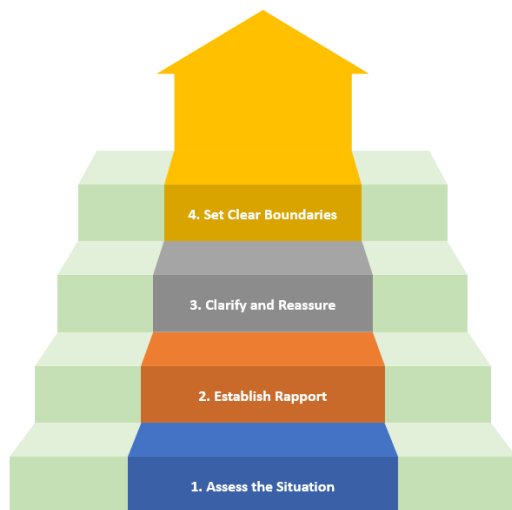 4. Set Clear Boundaries
3. Clarify and Reassure
2. Establish Rapport
1. Assess the Situation